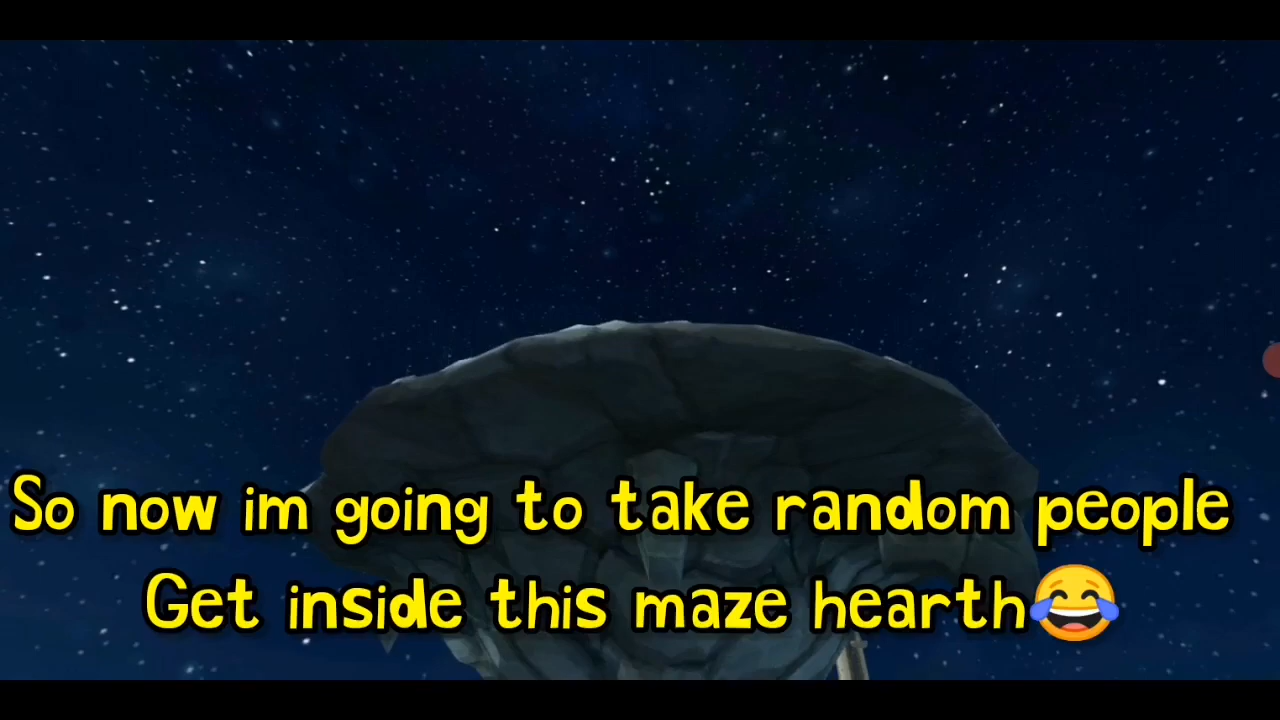 So now im going to take random people
Get inside this maze hearth😂